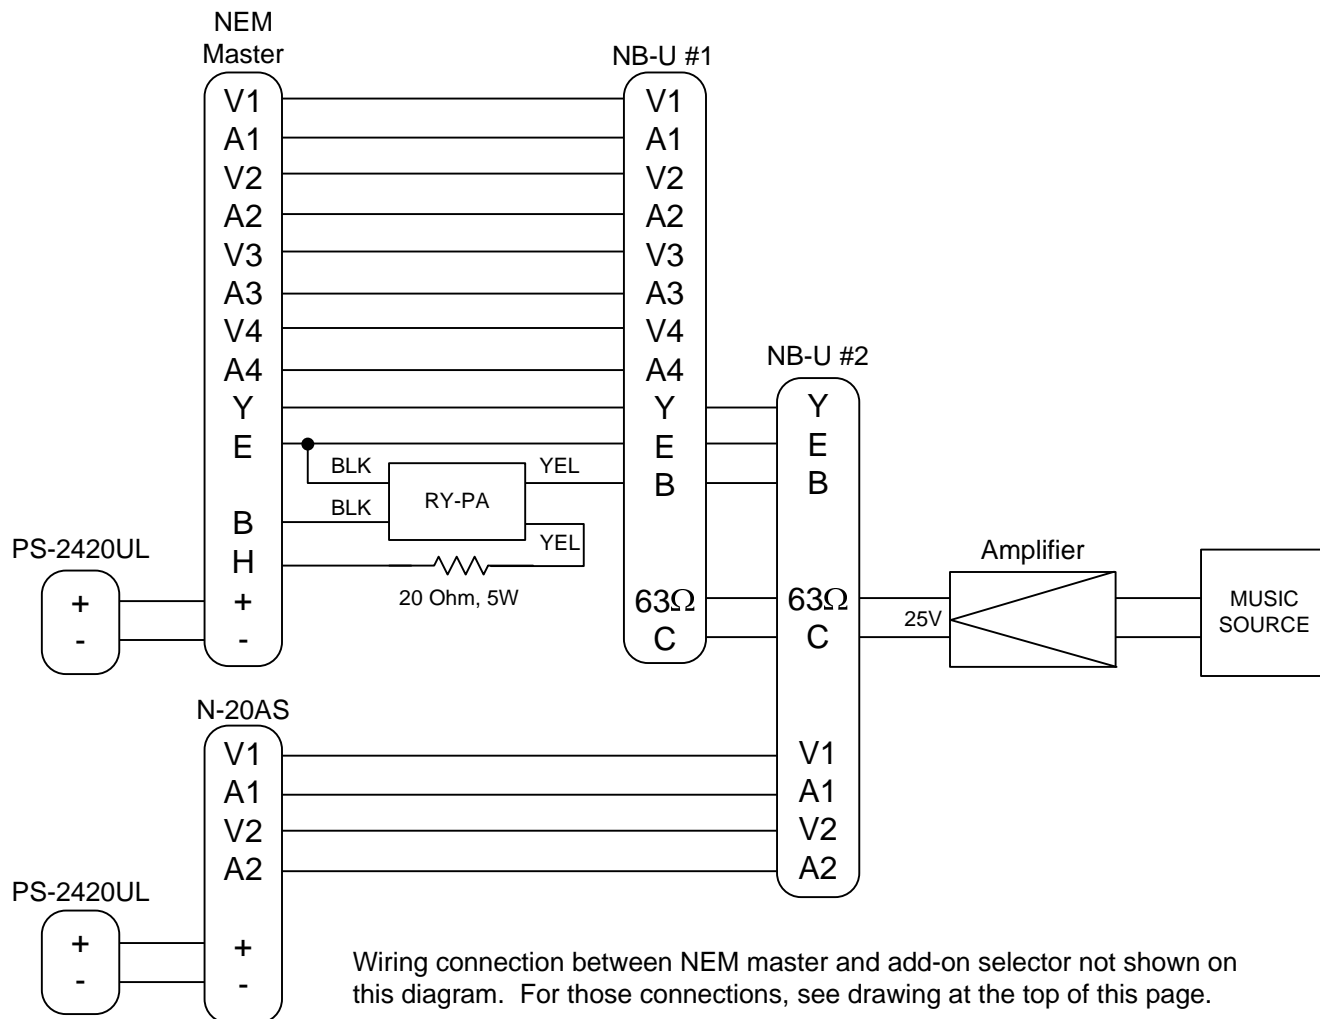 NEM
Master
NB-U #1
V1 V1
A1 A1
V2 V2
A2 A2
V3 V3
A3 A3
V4 V4
NB-U #2
A4 A4
Y Y Y
E E E
BLK YEL
B B
RY-PA
BLK
B
YEL
PS-2420UL
H
Amplifier
20 Ohm, 5W
+ + 63Ω 63Ω
25V
MUSIC
SOURCE
- - C C
N-20AS
V1 V1
A1 A1
V2 V2
A2 A2
PS-2420UL
+ +
- -
Wiring connection between NEM master and add-on selector not shown on
this diagram. For those connections, see drawing at the top of this page.